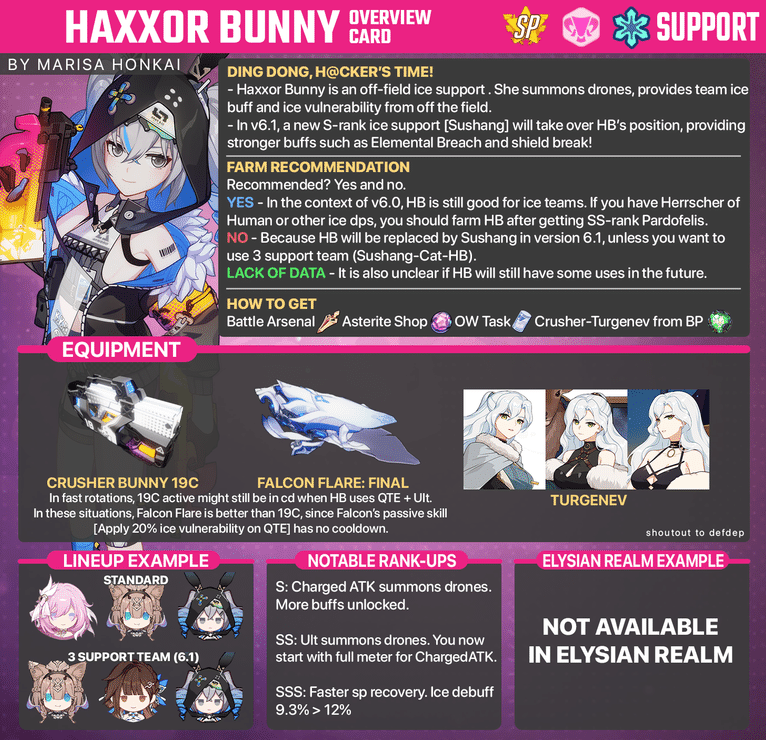 HAXXOR BUNNY OVERVIEW CARD
SP
SUPPORT
BY MARISA HONKAI
DING DONG, H@CKER'S TIME!
- Haxxor Bunny is an off-field ice support . She summons drones, provides team ice
buff and ice vulnerability from off the field.
- In v6.1, a new S-rank ice support [Sushang] will take over HB's position, providing
stronger buffs such as Elemental Breach and shield break!
FARM RECOMMENDATION
Recommended? Yes and no.
YES - In the context of v6.0, HB is still good for ice teams. If you have Herrscher of
Human or other ice dps, you should farm HB after getting SS-rank Pardofelis.
NO - Because HB will be replaced by Sushang in version 6.1, unless you want to
use 3 support team (Sushang-Cat-HB).
LACK OF DATA - It is also unclear if HB will still have some uses in the future.
HOW TO GET
Battle Arsenal Asterite Shop OW Task Crusher-Turgenev from BP
EQUIPMENT
CRUSHER BUNNY 19C
FALCON FLARE: FINAL
In fast rotations, 19C active might still be in cd when HB uses QTE + Ult.
In these situations, Falcon Flare is better than 19C, since Falcon's passive skill
[Apply 20% ice vulnerability on QTE] has no cooldown.
TURGENEV
shoutout to defdep
LINEUP EXAMPLE
STANDARD
3 SUPPORT TEAM (6.1)
NOTABLE RANK-UPS
S: Charged ATK summons drones.
More buffs unlocked.
SS: Ult summons drones. You now
start with full meter for ChargedATK.
SSS: Faster sp recovery. Ice debuff
9.3% > 12%
ELYSIAN REALM EXAMPLE
NOT AVAILABLE
IN ELYSIAN REALM